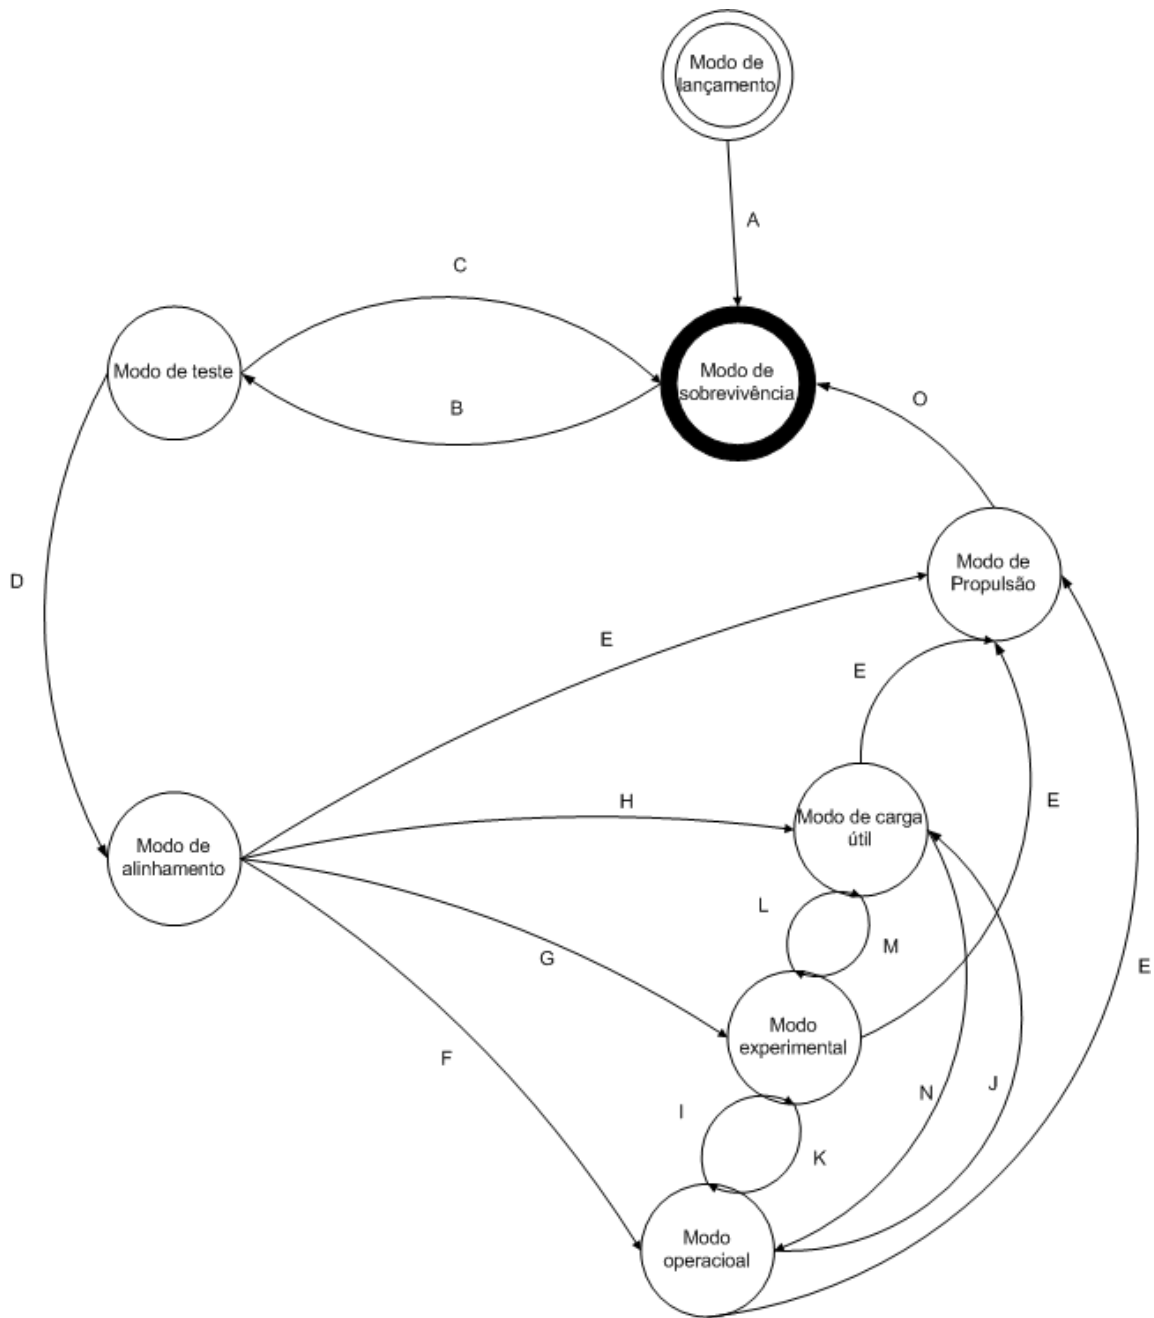 Modo de
lançamento
A
C
Modo de teste
Modo de
sobrevivência
B
O
Modo de
Propulsão
D
E
E
H
Modo de carga
útil
E
Modo de
alinhamento
L
M
G
E
Modo
experimental
F
N
J
I
K
Modo
operacioal